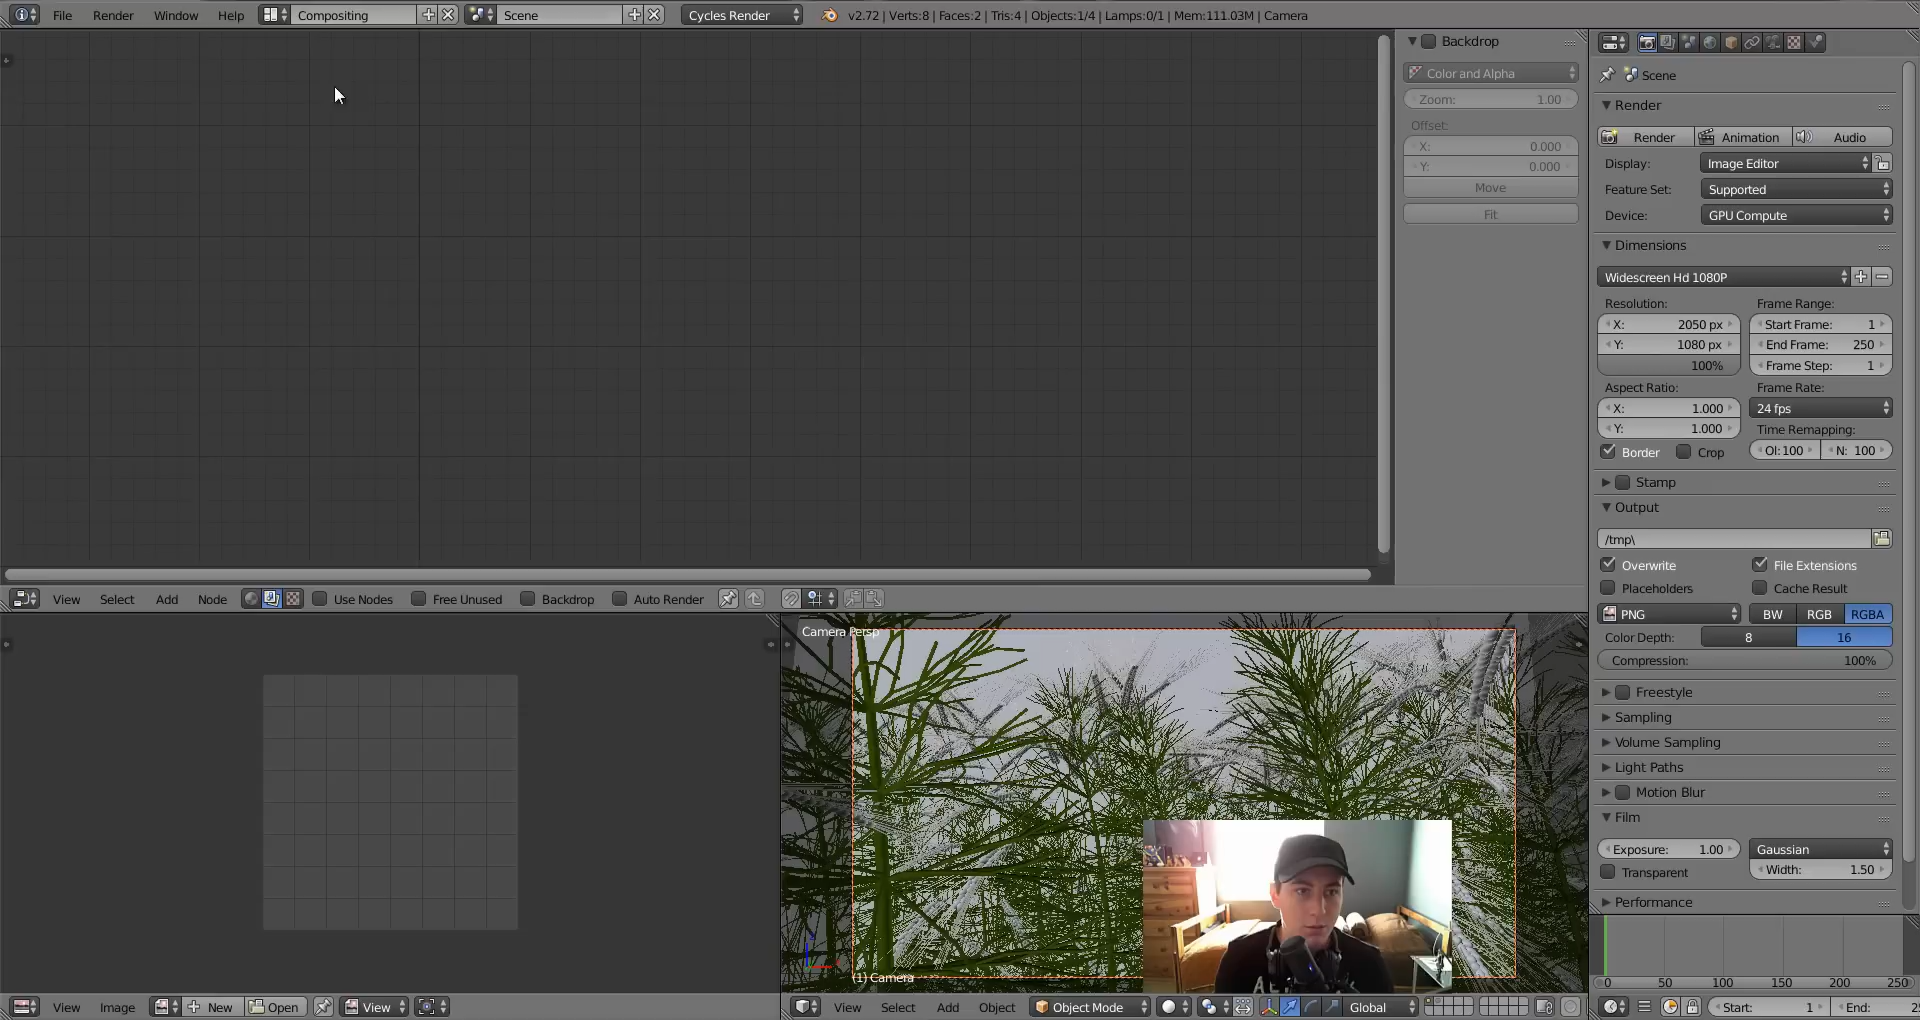 File Render Window Help Compositing Scene Cycles Render v2.72 | Verts:8 | Faces:2 | Tris:4 | Objects:1/4 | Lamps:0/1 | Mem:111.03M | Camera
Backdrop
Color and Alpha
Zoom: 1.00
Offset:
X: 0.000
Y: 0.000
Move
Fit
Scene
Render
Render Animation Audio
Display: Image Editor
Feature Set: Supported
Device: GPU Compute
Dimensions
Widescreen Hd 1080P
Resolution: Frame Range:
X: 2050 px Start Frame: 1
Y: 1080 px End Frame: 250
100% Frame Step: 1
Aspect Ratio: Frame Rate:
X: 1.000 24 fps
Y: 1.000 Time Remapping:
Border Crop Ol:100 N: 100
Stamp
Output
/tmp\
Overwrite File Extensions
Placeholders Cache Result
PNG BW RGB RGBA
Color Depth: 8 16
Compression: 100%
Freestyle
Sampling
Volume Sampling
Light Paths
Motion Blur
Film
Exposure: 1.00 Gaussian
Transparent Width: 1.50
Performance
View Select Add Node Use Nodes Free Unused Backdrop Auto Render
Camera Persp
(1) Camera
0 50 100 150 200 250
View Image New Open View
View Select Add Object Object Mode Global
Start: 1 End: